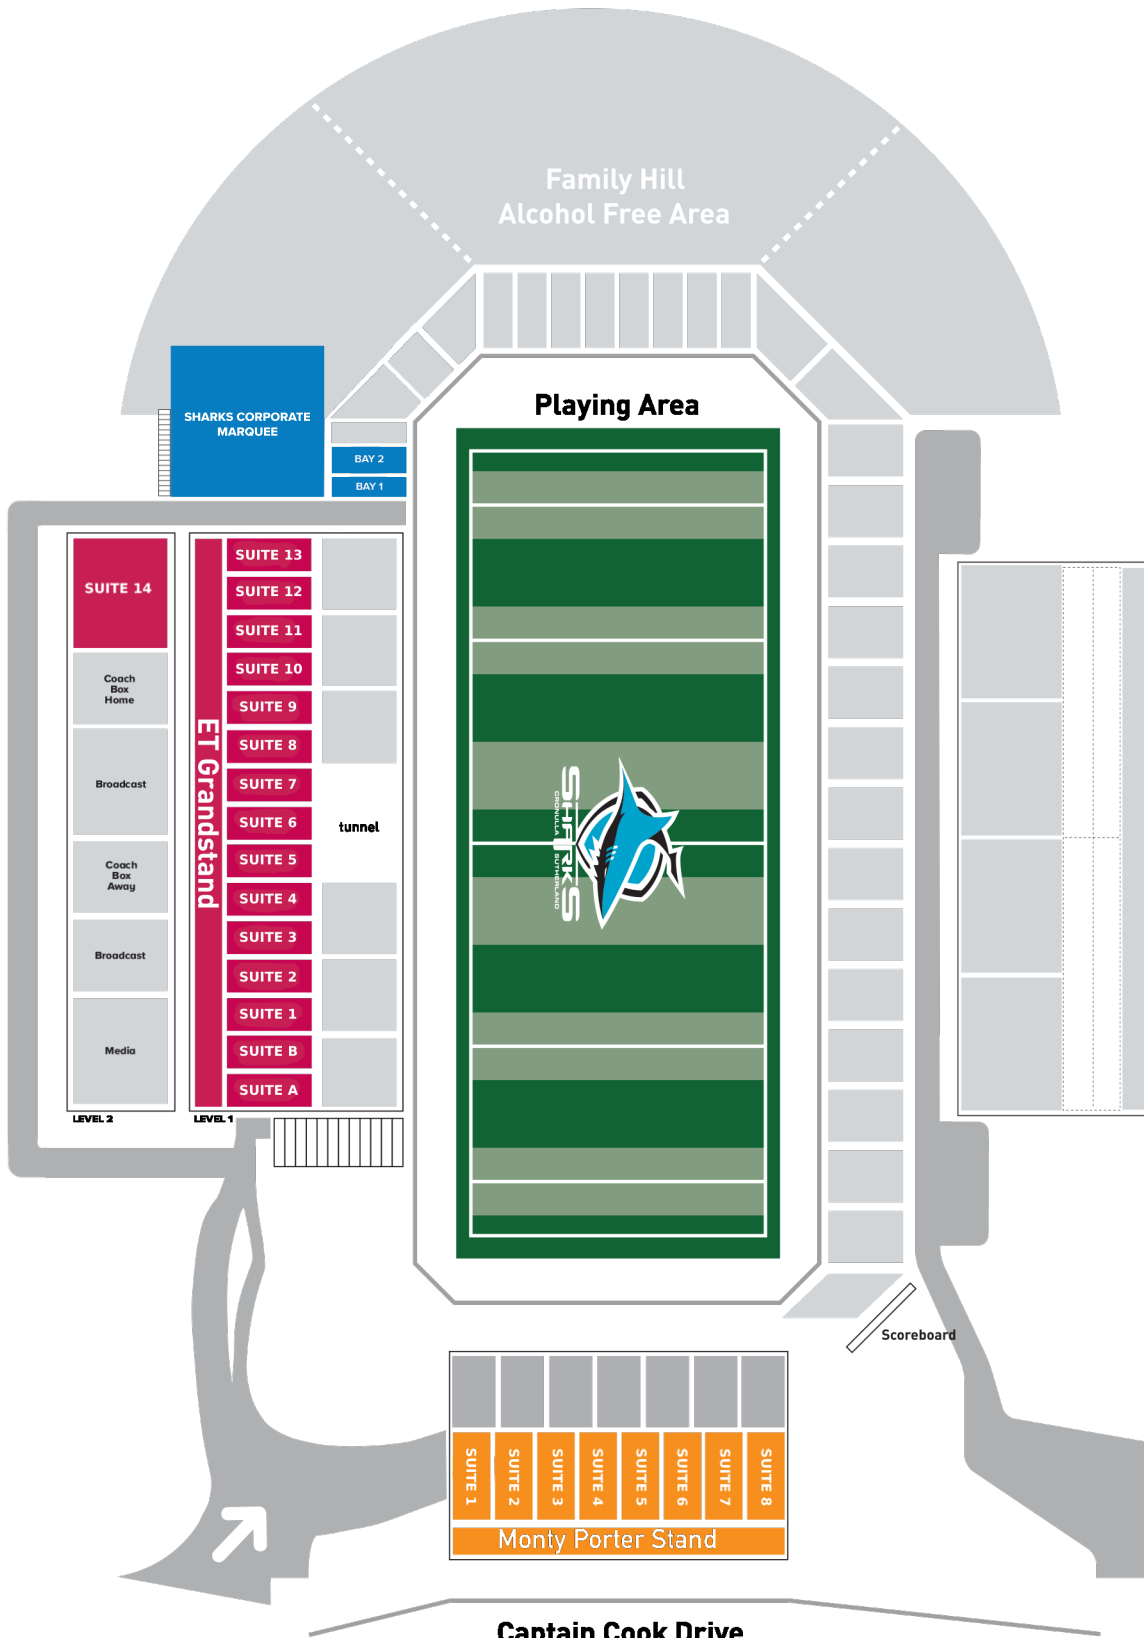 Family Hill
Alcohol Free Area
Playing Area
SHARKS CORPORATE
MARQUEE
BAY 2
BAY 1
SUITE 14
Coach
Box
Home
Broadcast
Coach
Box
Away
Broadcast
Media
LEVEL 2
ET Grandstand
SUITE 13
SUITE 12
SUITE 11
SUITE 10
SUITE 9
SUITE 8
SUITE 7
SUITE 6
SUITE 5
SUITE 4
SUITE 3
SUITE 2
SUITE 1
SUITE B
SUITE A
LEVEL 1
tunnel
SHARKS
CRONULLA SUTHERLAND
Scoreboard
SUITE 1
SUITE 2
SUITE 3
SUITE 4
SUITE 5
SUITE 6
SUITE 7
SUITE 8
Monty Porter Stand
Captain Cook Drive